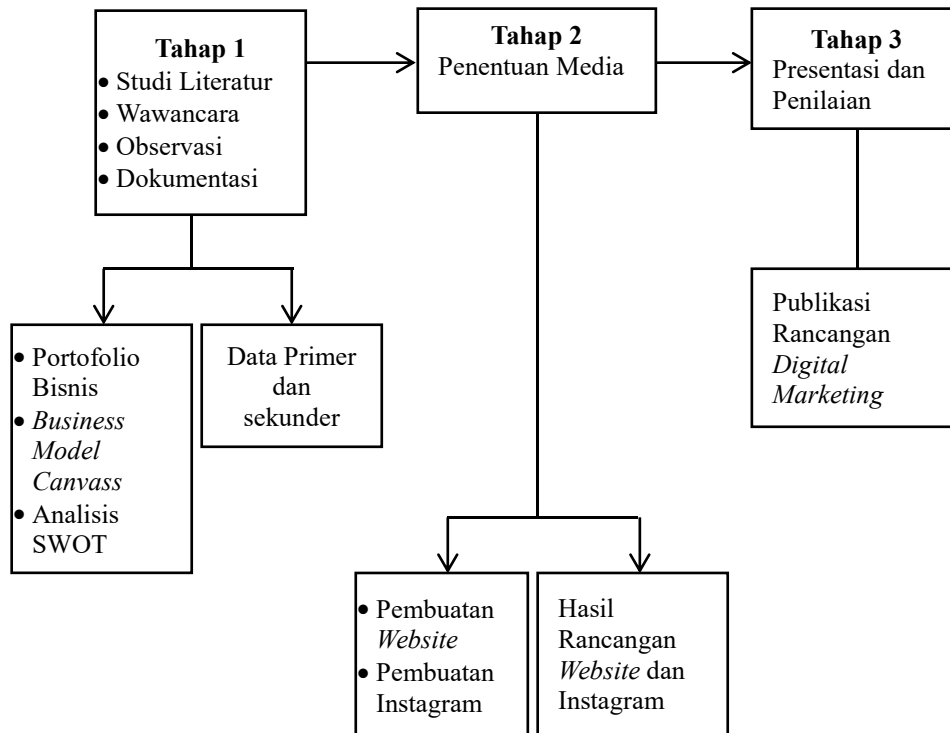 Tahap 1
• Studi Literatur
• Wawancara
• Observasi
• Dokumentasi
Tahap 2
Penentuan Media
Tahap 3
Presentasi dan
Penilaian
• Portofolio
Bisnis
• Business
Model
Canvass
• Analisis
SWOT
Data Primer
dan
sekunder
Publikasi
Rancangan
Digital
Marketing
• Pembuatan
Website
• Pembuatan
Instagram
Hasil
Rancangan
Website dan
Instagram